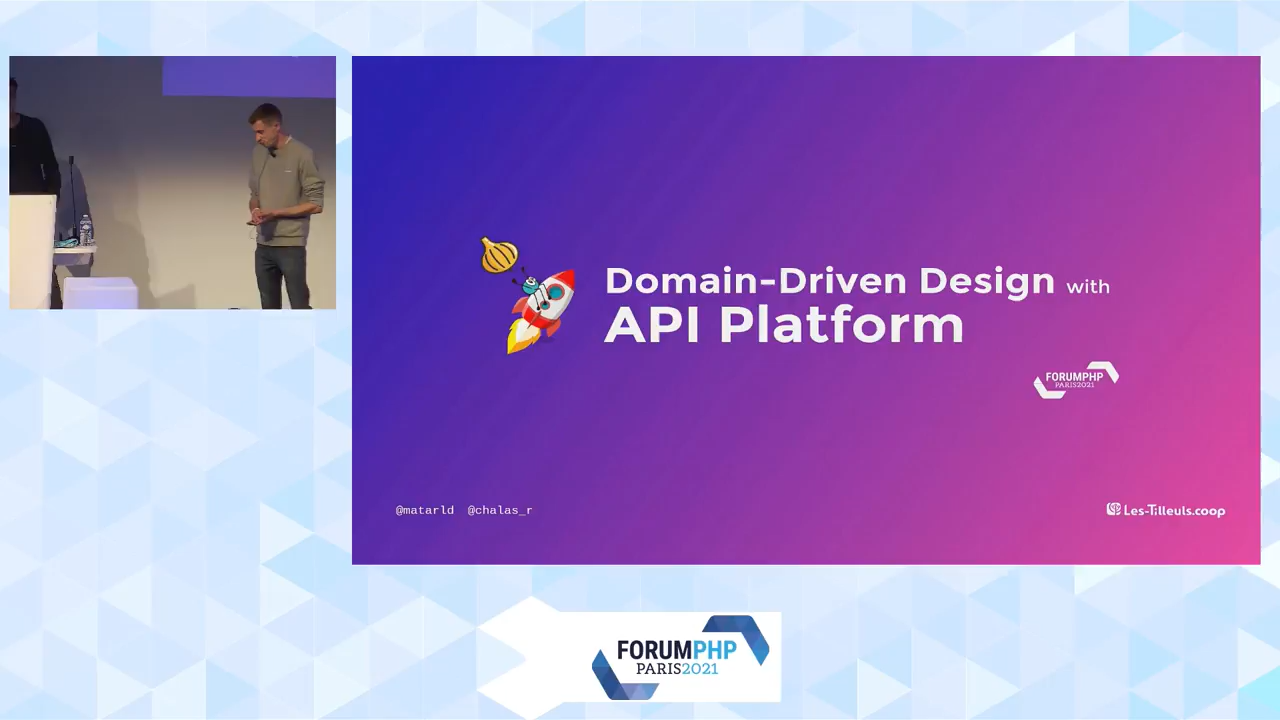 Domain-Driven Design with
API Platform
FORUMPHP
PARIS2021
@matarld @chalas_r
Les-Tilleuls.coop
FORUMPHP
PARIS2021